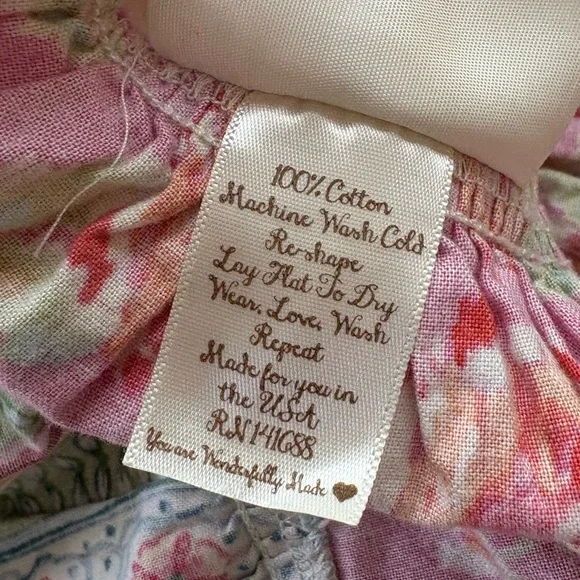 100% Cotton
Machine Wash Cold
Re-shape
Lay Flat To Dry
Wear, Love, Wash
Repeat
Made for you in
the USA
RN 141688
You are Wonderfully Made